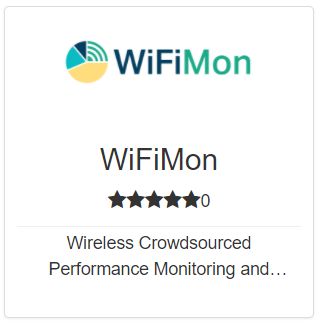 WiFiMon
WiFiMon
★★★★★0
Wireless Crowdsourced
Performance Monitoring and…